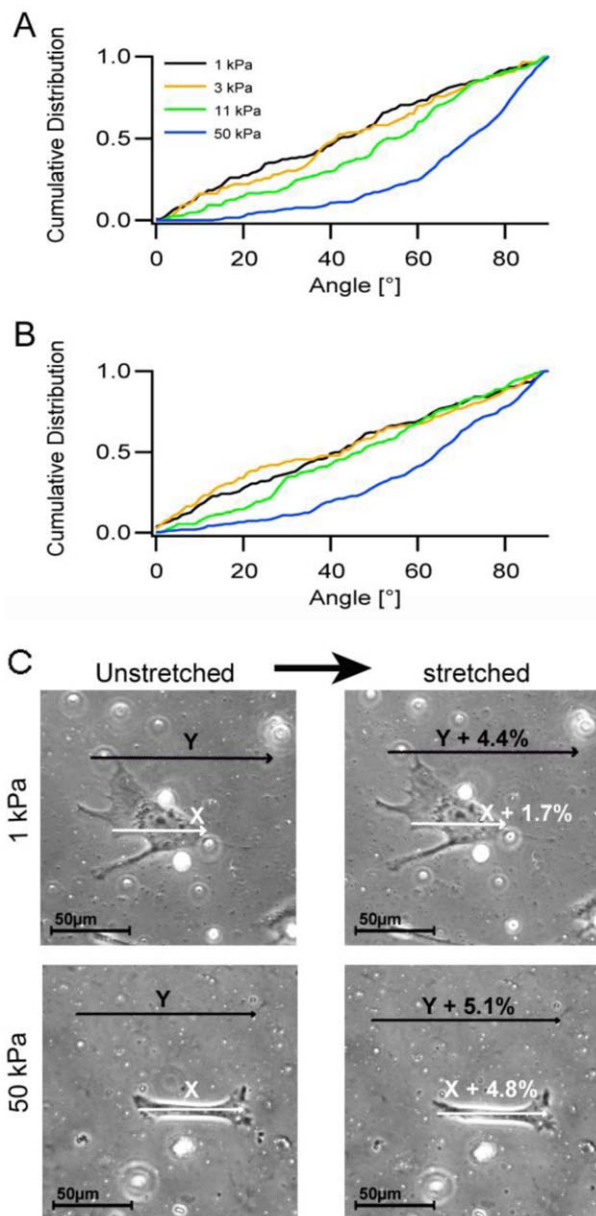 A
1.0
0.5
0.0
Cumulative Distribution
1 kPa
3 kPa
11 kPa
50 kPa
0 20 40 60 80
Angle [°]
B
1.0
0.5
0.0
Cumulative Distribution
0 20 40 60 80
Angle [°]
C
Unstretched stretched
1 kPa
Y
X
50µm
Y + 4.4%
X + 1.7%
50µm
50 kPa
Y
X
50µm
Y + 5.1%
X + 4.8%
50µm